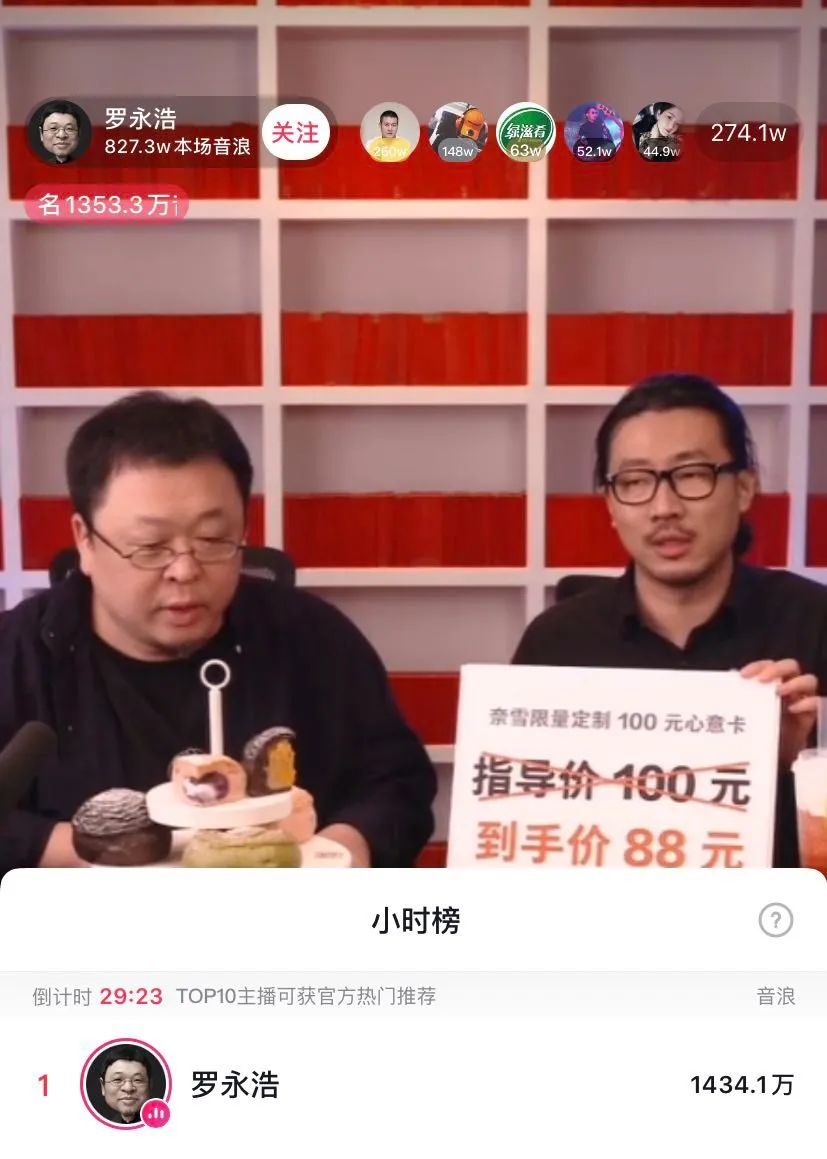 罗永浩
827.3w本场音浪
关注
260w
148w
绿滋肴
63w
52.1w
44.9w
274.1w
名1353.3万
奈雪限量定制 100 元心意卡
指导价 100 元
到手价 88 元
小时榜
?
倒计时 29:23 TOP10主播可获官方热门推荐 音浪
1 罗永浩 1434.1万